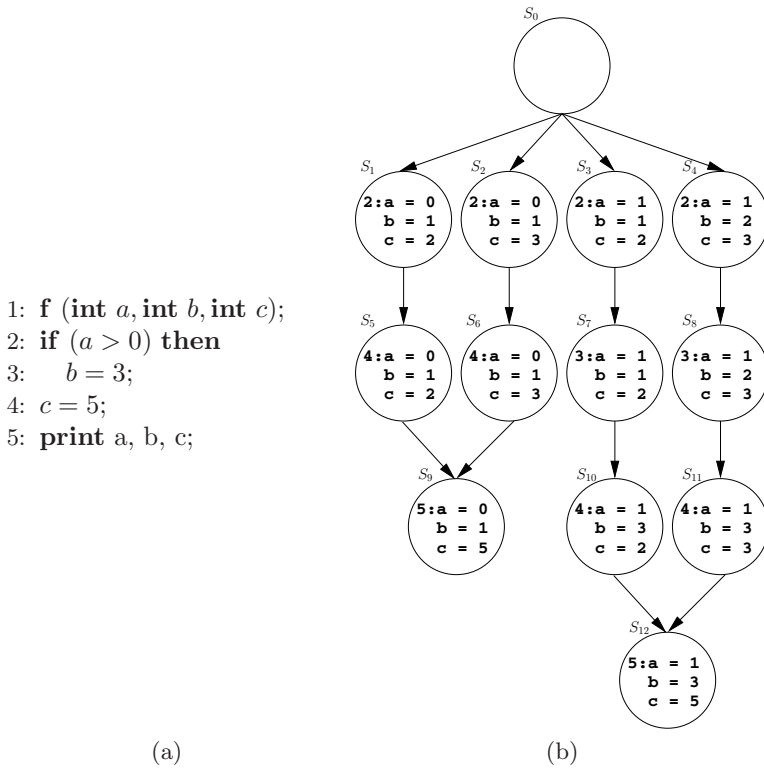 S₀
S₁ S₂ S₃ S₄
2:a = 0 2:a = 0 2:a = 1 2:a = 1
b = 1 b = 1 b = 1 b = 2
c = 2 c = 3 c = 2 c = 3
1: f (int a, int b, int c);
2: if (a > 0) then
3: b = 3;
4: c = 5;
5: print a, b, c;
S₅ S₆ S₇ S₈
4:a = 0 4:a = 0 3:a = 1 3:a = 1
b = 1 b = 1 b = 1 b = 2
c = 2 c = 3 c = 2 c = 3
S₉ S₁₀ S₁₁
5:a = 0 4:a = 1 4:a = 1
b = 1 b = 3 b = 3
c = 5 c = 2 c = 3
S₁₂
5:a = 1
b = 3
c = 5
(a) (b)